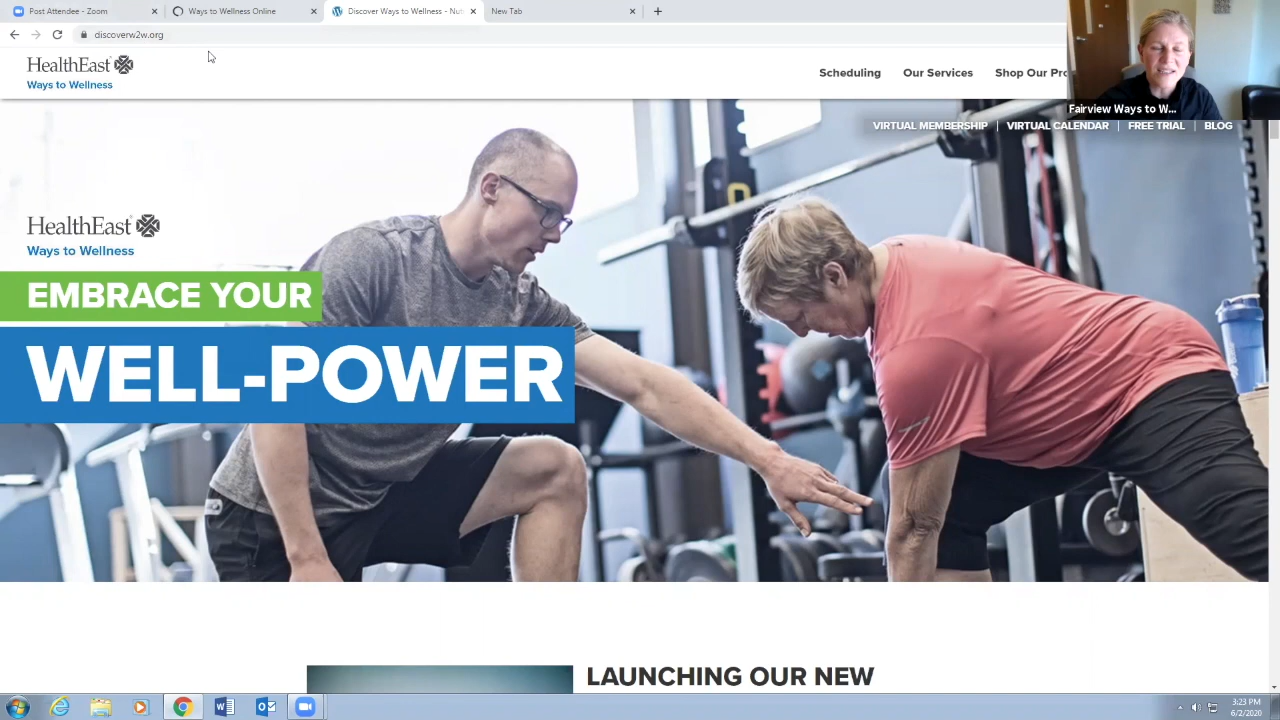 Post Attendee - Zoom
Ways to Wellness Online
Discover Ways to Wellness - Nut
New Tab
discoverw2w.org
HealthEast
Ways to Wellness
Scheduling
Our Services
Shop Our Pro
Fairview Ways to W...
VIRTUAL MEMBERSHIP
VIRTUAL CALENDAR
FREE TRIAL
BLOG
HealthEast
Ways to Wellness
EMBRACE YOUR
WELL-POWER
LAUNCHING OUR NEW
3:23 PM
6/2/2020